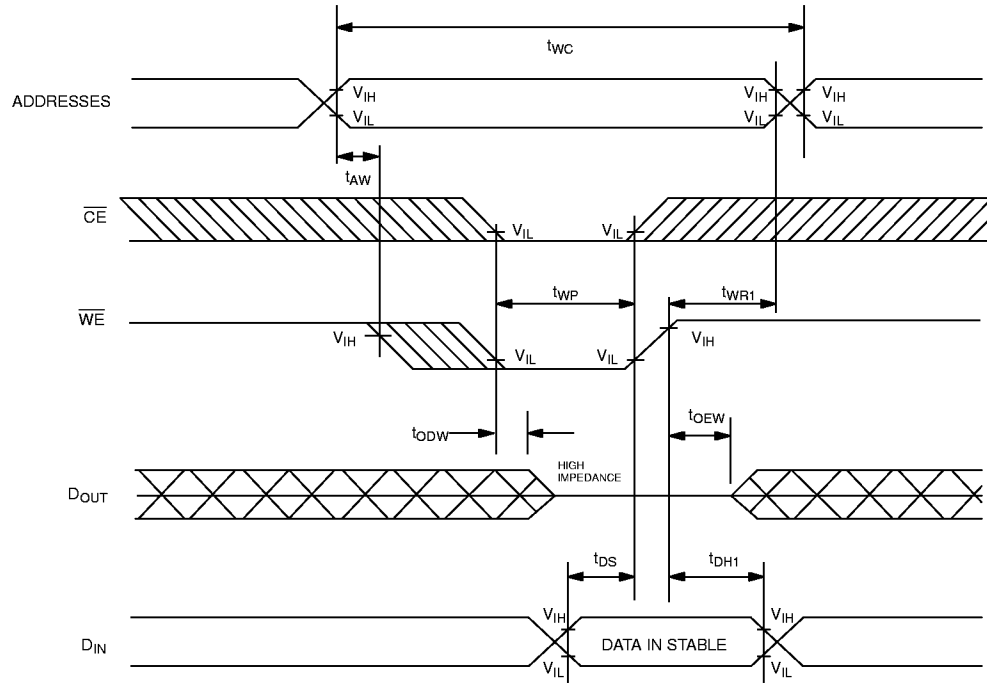 tWC
ADDRESSES
VIH
VIL
VIH
VIL
VIH
VIL
tAW
CE
VIL
VIL
tWP
tWR1
WE
VIH
VIL
VIL
VIH
tODW
tOEW
DOUT
HIGH
IMPEDANCE
tDS
tDH1
DIN
VIH
VIL
DATA IN STABLE
VIH
VIL